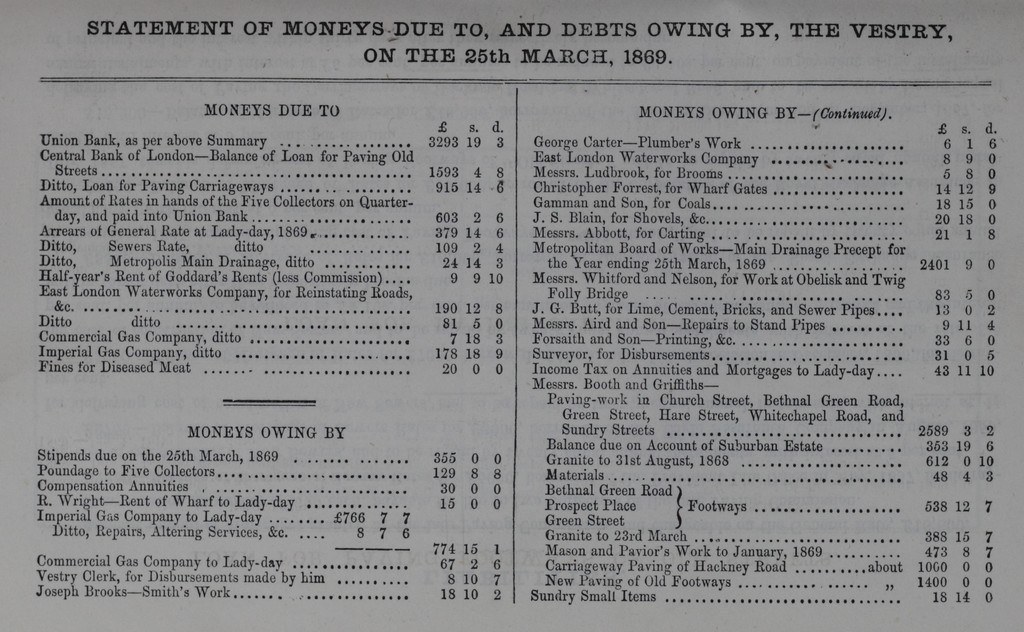 STATEMENT OF MONEYS DUE TO, AND DEBTS OWING BY, THE VESTRY,
ON THE 25th MARCH, 1869.
MONEYS DUE TO
£ s. d.
Union Bank, as per above Summary .................. 3293 19 3
Central Bank of London—Balance of Loan for Paving Old
Streets .................. 1593 4 8
Ditto, Loan for Paving Carriageways .................. 915 14 6
Amount of Rates in hands of the Five Collectors on Quarter-
day, and paid into Union Bank .................. 603 2 6
Arrears of General Rate at Lady-day, 1869 .................. 379 14 6
Ditto, Sewers Rate, ditto .................. 109 2 4
Ditto, Metropolis Main Drainage, ditto .................. 24 14 3
Half-year's Rent of Goddard's Rents (less Commission) .... 9 9 10
East London Waterworks Company, for Reinstating Roads,
&c. .................. 190 12 8
Ditto ditto .................. 81 5 0
Commercial Gas Company, ditto .................. 7 18 3
Imperial Gas Company, ditto .................. 178 18 9
Fines for Diseased Meat .................. 20 0 0
MONEYS OWING BY
Stipends due on the 25th March, 1869 .................. 355 0 0
Poundage to Five Collectors .................. 129 8 8
Compensation Annuities .................. 30 0 0
R. Wright—Rent of Wharf to Lady-day .................. 15 0 0
Imperial Gas Company to Lady-day ........ £766 7 7
Ditto, Repairs, Altering Services, &c. .... 8 7 6
774 15 1
Commercial Gas Company to Lady-day .................. 67 2 6
Vestry Clerk, for Disbursements made by him .......... 8 10 7
Joseph Brooks—Smith's Work .................. 18 10 2
MONEYS OWING BY—(Continued).
£ s. d.
George Carter—Plumber's Work .................. 6 1 6
East London Waterworks Company .................. 8 9 0
Messrs. Ludbrook, for Brooms .................. 5 8 0
Christopher Forrest, for Wharf Gates .................. 14 12 9
Gamman and Son, for Coals .................. 18 15 0
J. S. Blain, for Shovels, &c. .................. 20 18 0
Messrs. Abbott, for Carting .................. 21 1 8
Metropolitan Board of Works—Main Drainage Precept for
the Year ending 25th March, 1869 .................. 2401 9 0
Messrs. Whitford and Nelson, for Work at Obelisk and Twig
Folly Bridge .................. 83 5 0
J. G. Butt, for Lime, Cement, Bricks, and Sewer Pipes .... 13 0 2
Messrs. Aird and Son—Repairs to Stand Pipes .......... 9 11 4
Forsaith and Son—Printing, &c. .................. 33 6 0
Surveyor, for Disbursements .................. 31 0 5
Income Tax on Annuities and Mortgages to Lady-day .... 43 11 10
Messrs. Booth and Griffiths—
Paving-work in Church Street, Bethnal Green Road,
Green Street, Hare Street, Whitechapel Road, and
Sundry Streets .................. 2589 3 2
Balance due on Account of Suburban Estate .......... 353 19 6
Granite to 31st August, 1868 .................. 612 0 10
Materials .................. 48 4 3
Bethnal Green Road
Prospect Place } Footways .................. 538 12 7
Green Street
Granite to 23rd March .................. 388 15 7
Mason and Pavior's Work to January, 1869 .......... 473 8 7
Carriageway Paving of Hackney Road .......... about 1000 0 0
New Paving of Old Footways .................. „ 1400 0 0
Sundry Small Items .................. 18 14 0